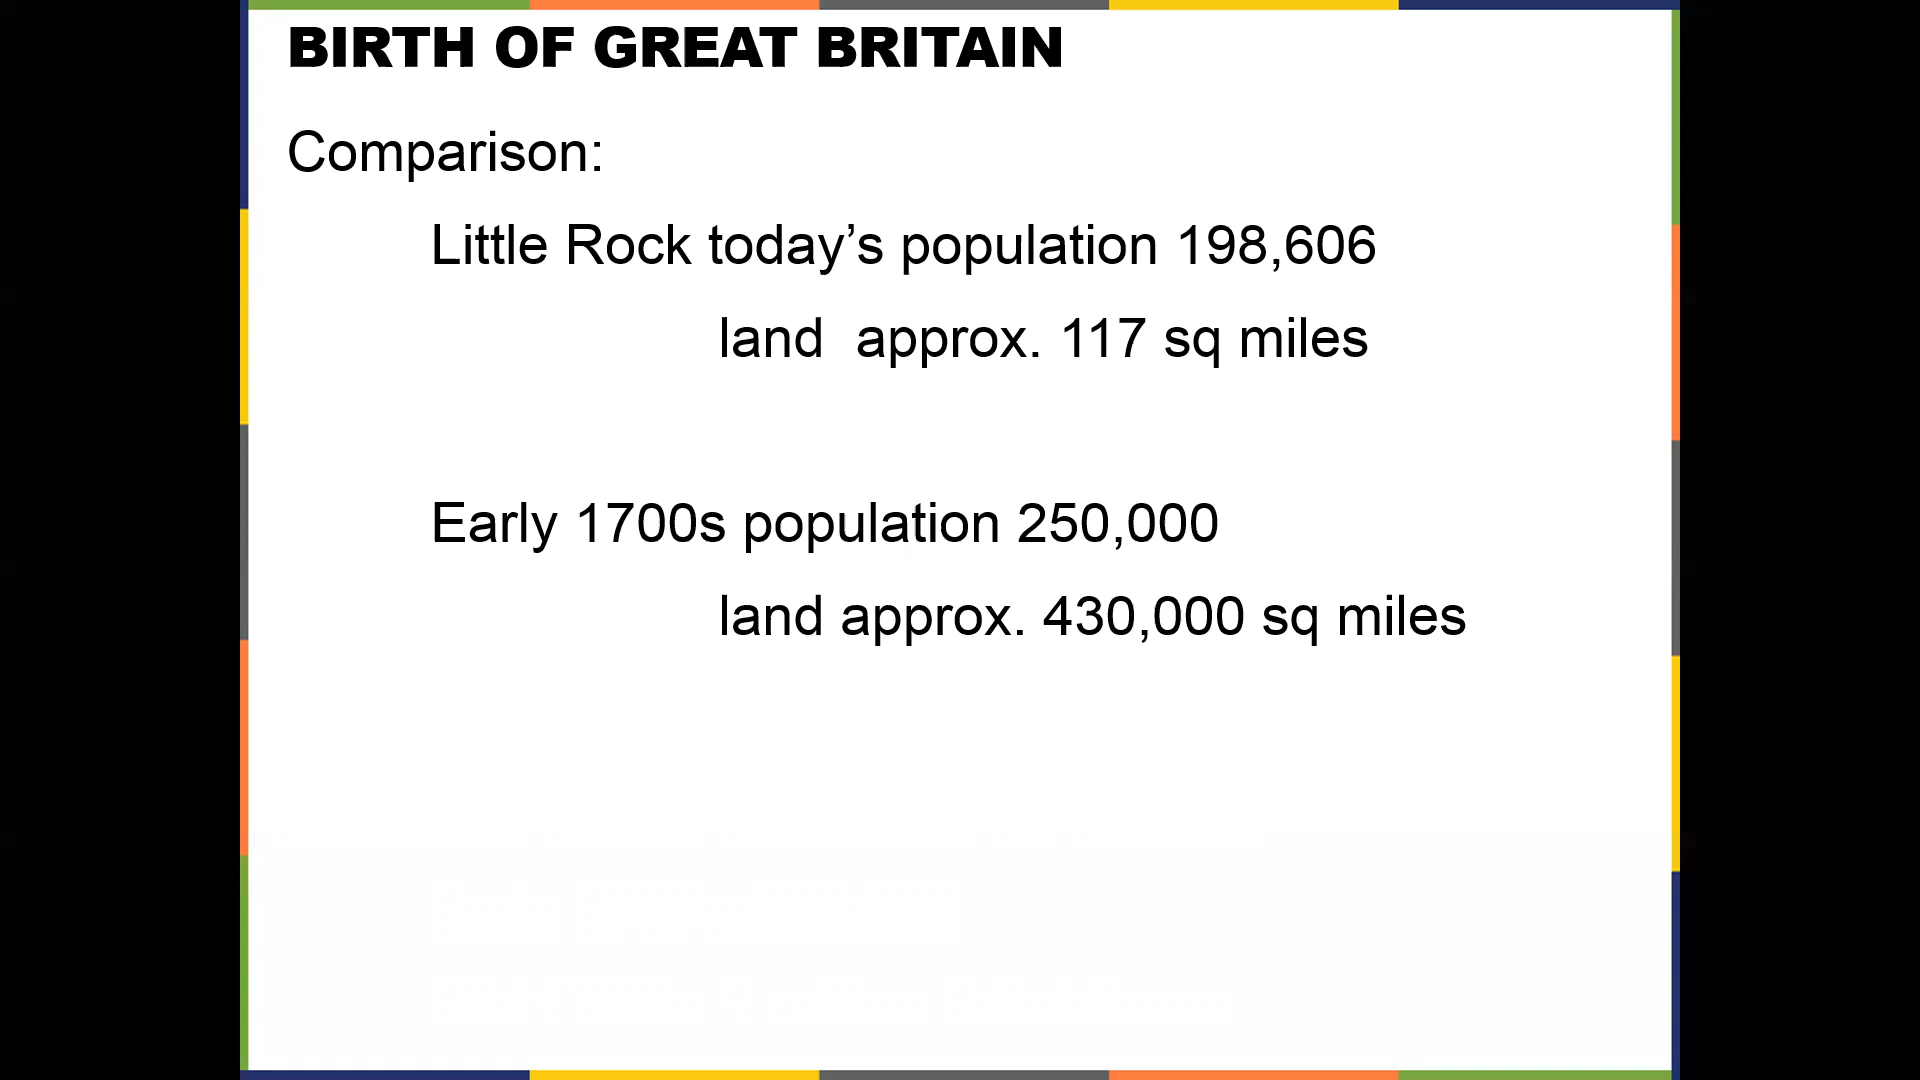 BIRTH OF GREAT BRITAIN
Comparison:
Little Rock today’s population 198,606
land  approx. 117 sq miles
Early 1700s population 250,000
land approx. 430,000 sq miles